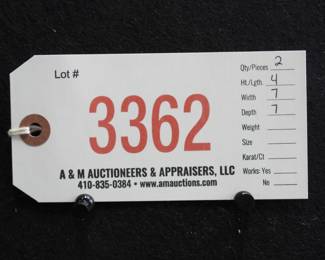 Lot #
3362
A & M AUCTIONEERS & APPRAISERS, LLC
410-835-0384 • www.amauctions.com
Qty/Pieces 2
Ht./Lgth. 4
Width 7
Depth 7
Weight
Size
Karat/Ct
Works: Yes
No